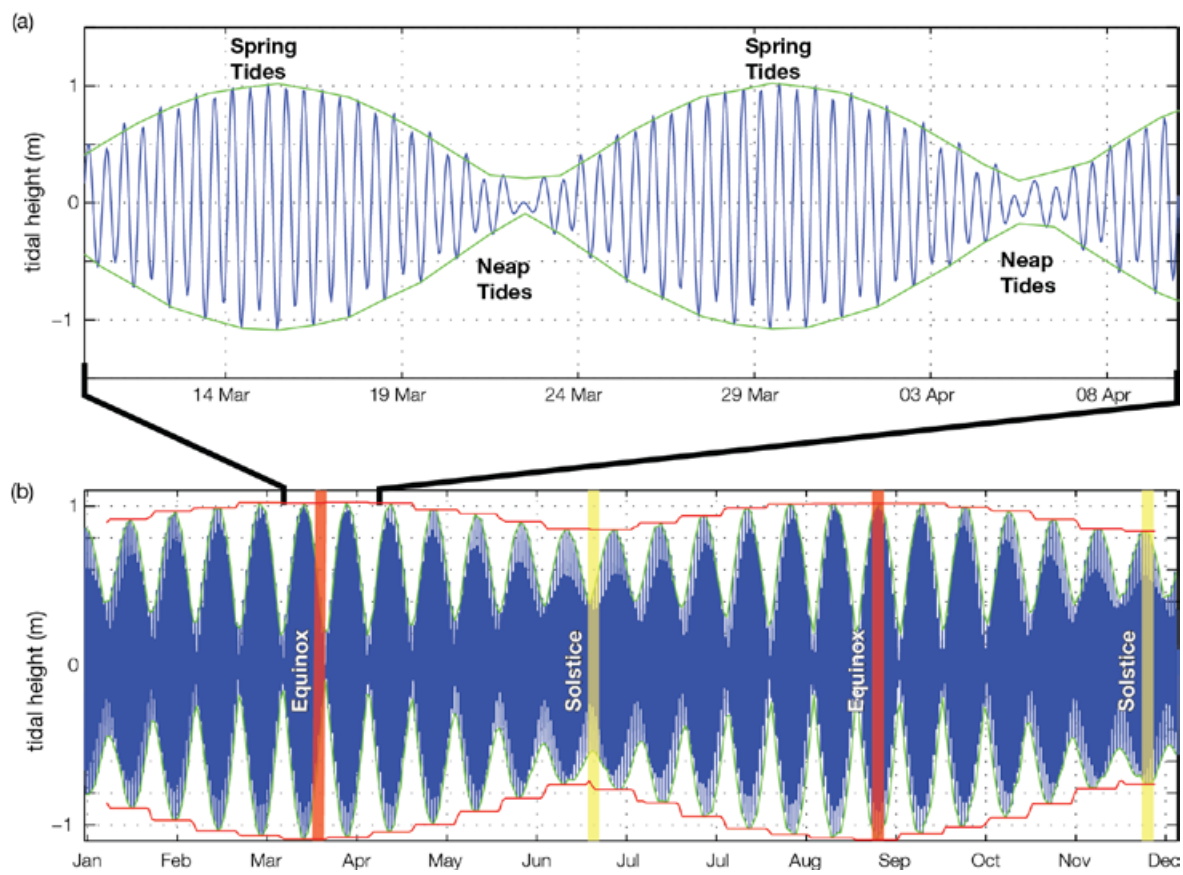 (a)
Spring
Tides
Spring
Tides
1
0
−1
tidal height (m)
Neap
Tides
Neap
Tides
14 Mar
19 Mar
24 Mar
29 Mar
03 Apr
08 Apr
(b)
1
0
-1
tidal height (m)
Equinox
Solstice
Equinox
Solstice
Jan
Feb
Mar
Apr
May
Jun
Jul
Jul
Aug
Sep
Oct
Nov
Dec